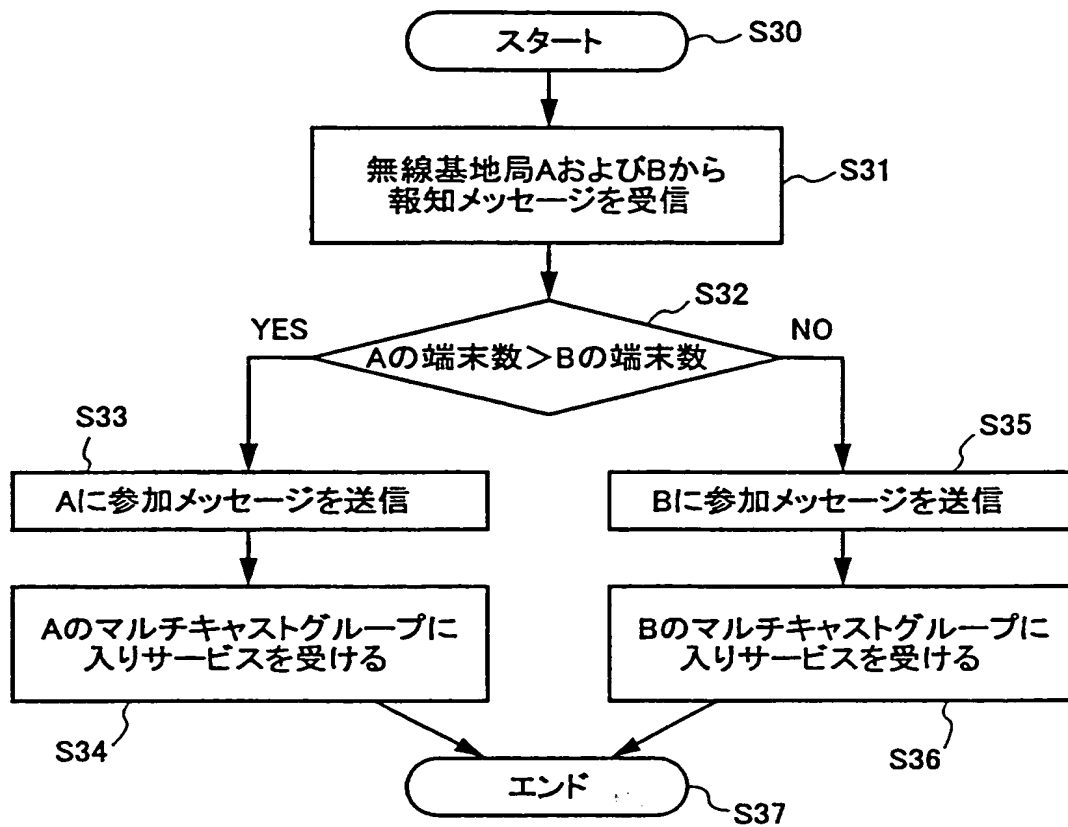 スタート
S30
無線基地局AおよびBから
報知メッセージを受信
S31
S32
YES
Aの端末数>Bの端末数
NO
S33
Aに参加メッセージを送信
S35
Bに参加メッセージを送信
Aのマルチキャストグループに
入りサービスを受ける
S34
Bのマルチキャストグループに
入りサービスを受ける
S36
エンド
S37